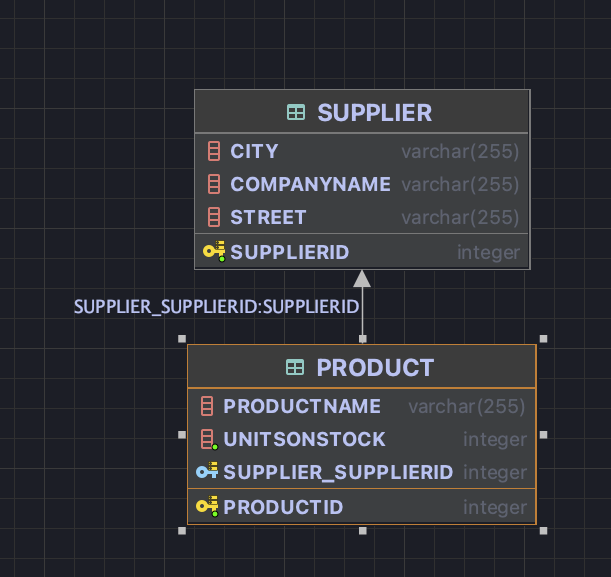 SUPPLIER
CITY varchar(255)
COMPANYNAME varchar(255)
STREET varchar(255)
SUPPLIERID integer
SUPPLIER_SUPPLIERID:SUPPLIERID
PRODUCT
PRODUCTNAME varchar(255)
UNITSONSTOCK integer
SUPPLIER_SUPPLIERID integer
PRODUCTID integer